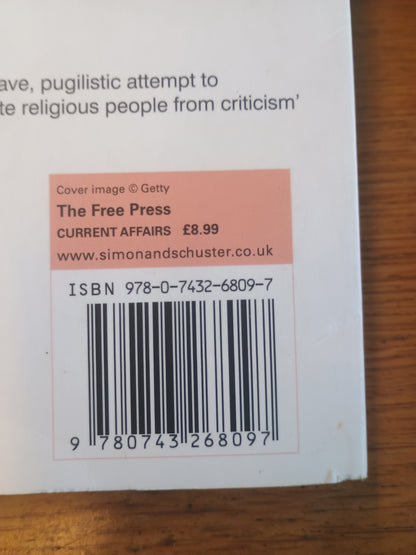 ave, pugilistic attempt to
te religious people from criticism'
Cover image © Getty
The Free Press
CURRENT AFFAIRS £8.99
www.simonandschuster.co.uk
ISBN 978-0-7432-6809-7
9 780743 268097